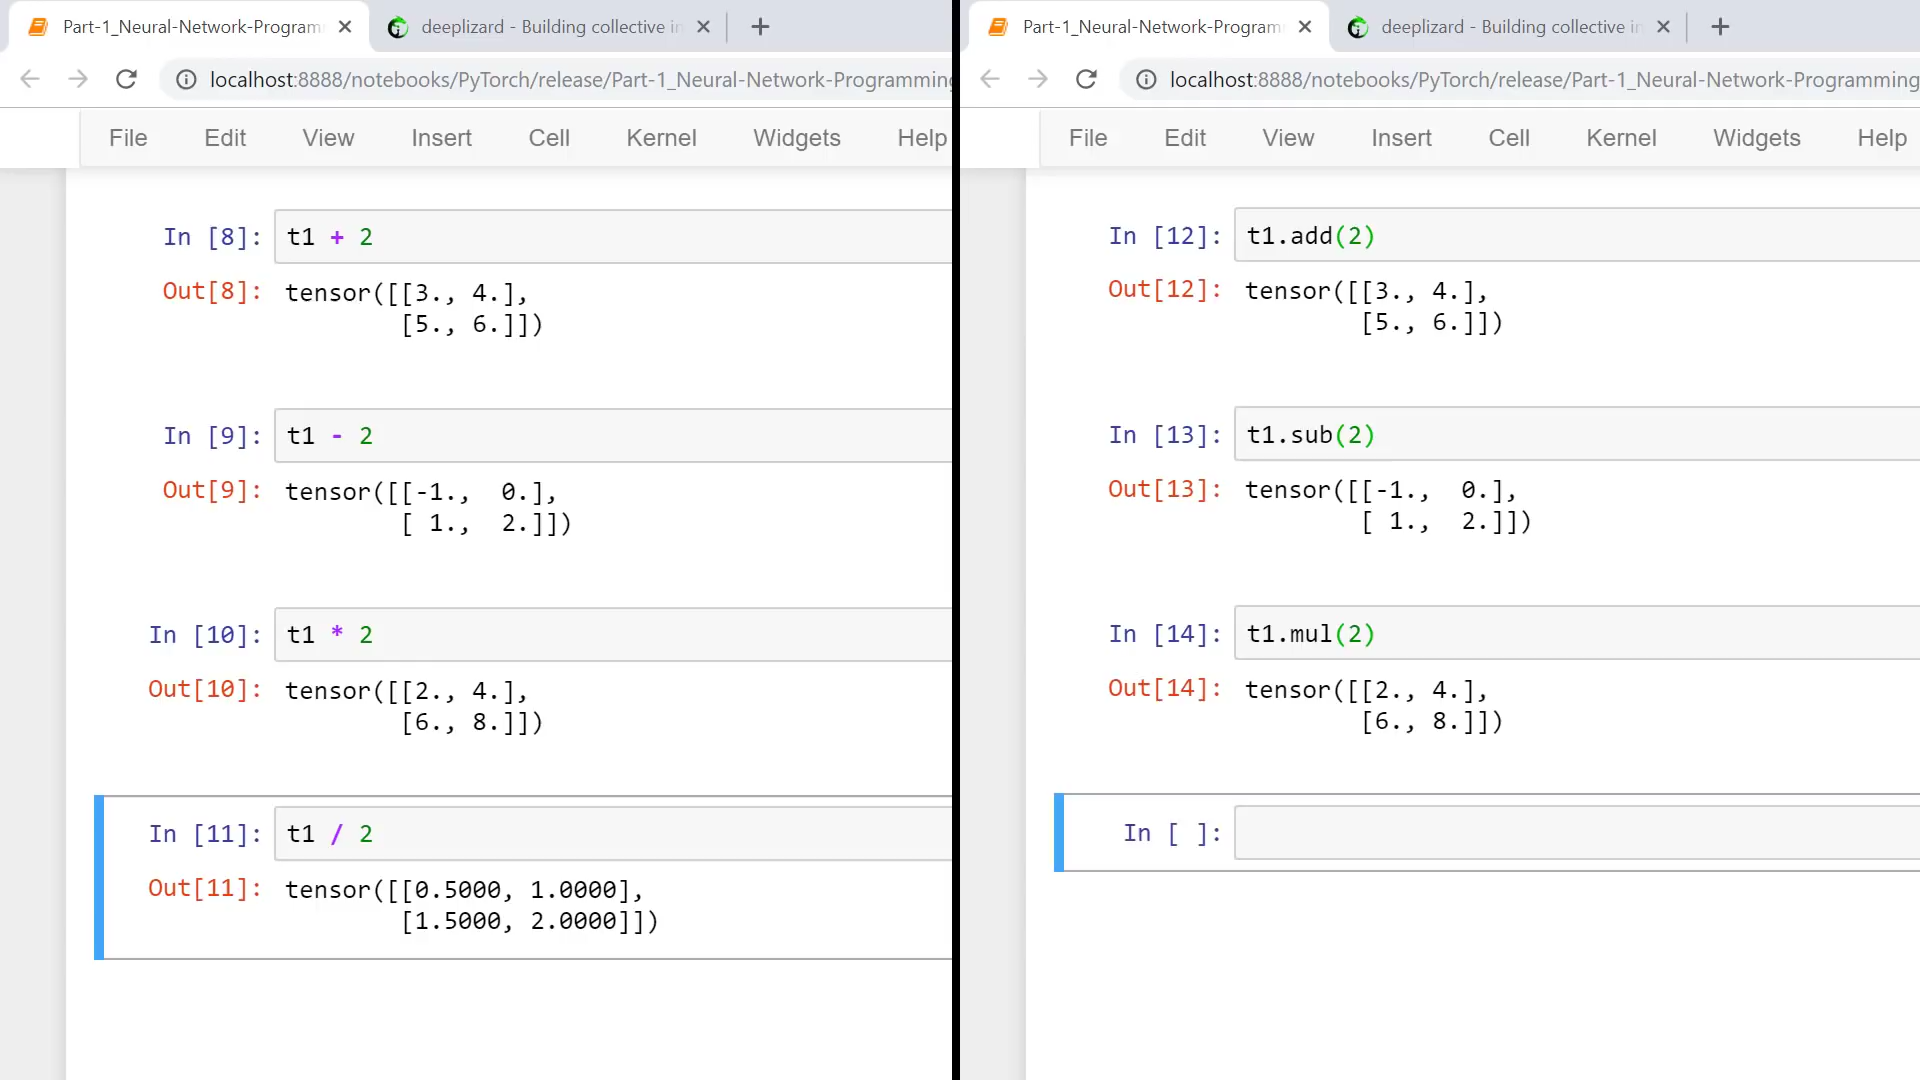 Part-1_Neural-Network-Program
deeplizard - Building collective in
localhost:8888/notebooks/PyTorch/release/Part-1_Neural-Network-Programming
File Edit View Insert Cell Kernel Widgets Help
In [8]: t1 + 2
Out[8]: tensor([[3., 4.],
[5., 6.]])
In [9]: t1 - 2
Out[9]: tensor([[-1.,  0.],
[ 1.,  2.]])
In [10]: t1 * 2
Out[10]: tensor([[2., 4.],
[6., 8.]])
In [11]: t1 / 2
Out[11]: tensor([[0.5000, 1.0000],
[1.5000, 2.0000]])
Part-1_Neural-Network-Program
deeplizard - Building collective in
localhost:8888/notebooks/PyTorch/release/Part-1_Neural-Network-Programming
File Edit View Insert Cell Kernel Widgets Help
In [12]: t1.add(2)
Out[12]: tensor([[3., 4.],
[5., 6.]])
In [13]: t1.sub(2)
Out[13]: tensor([[-1.,  0.],
[ 1.,  2.]])
In [14]: t1.mul(2)
Out[14]: tensor([[2., 4.],
[6., 8.]])
In [ ]: